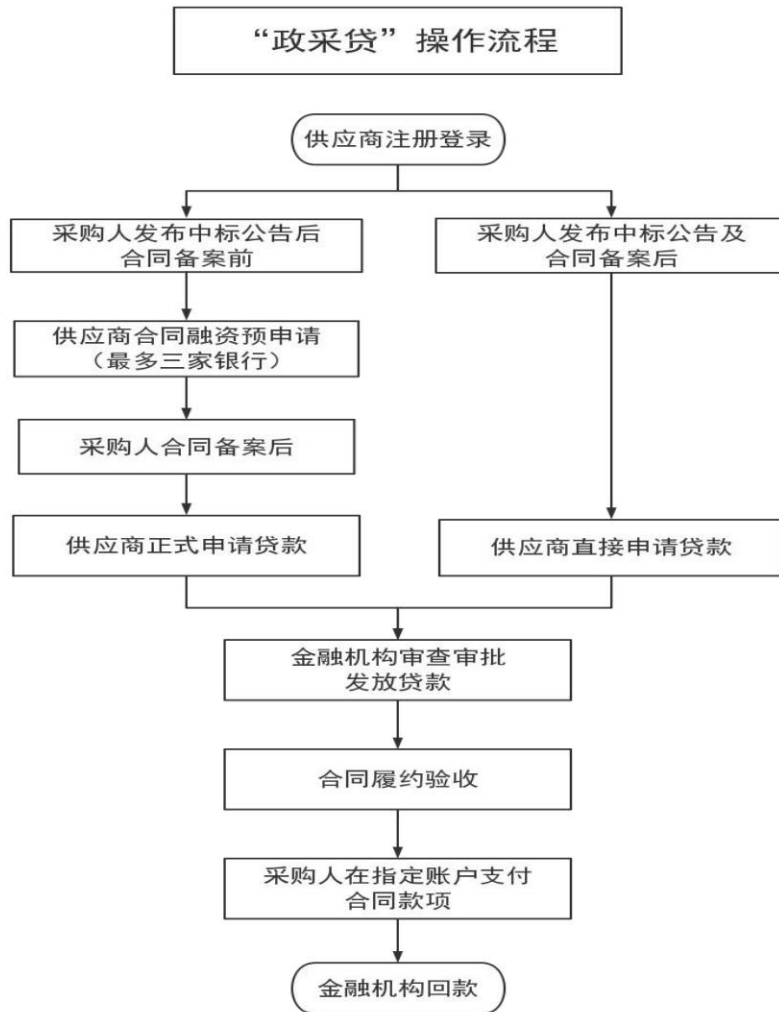 “政采贷”操作流程
供应商注册登录
采购人发布中标公告后
合同备案前
采购人发布中标公告及
合同备案后
供应商合同融资预申请
（最多三家银行）
采购人合同备案后
供应商正式申请贷款
供应商直接申请贷款
金融机构审查审批
发放贷款
合同履约验收
采购人在指定账户支付
合同款项
金融机构回款